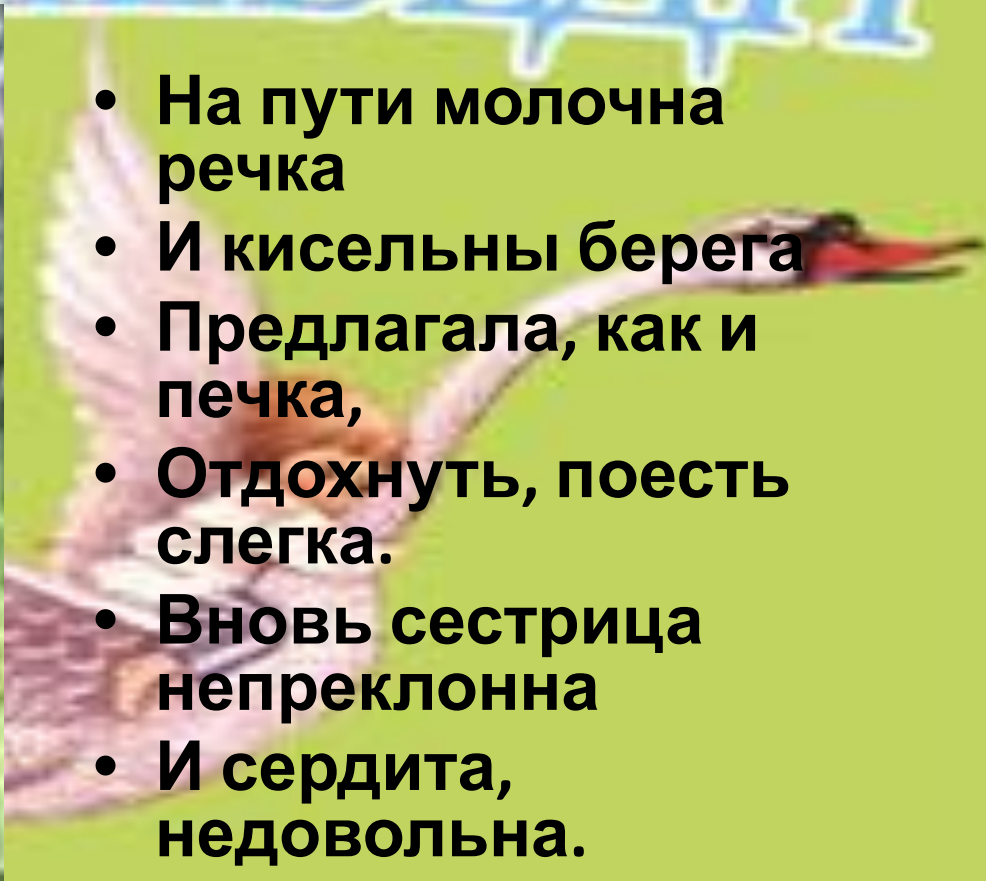 • На пути молочна
речка
• И кисельны берега
• Предлагала, как и
печка,
• Отдохнуть, поесть
слегка.
• Вновь сестрица
непреклонна
• И сердита,
недовольна.